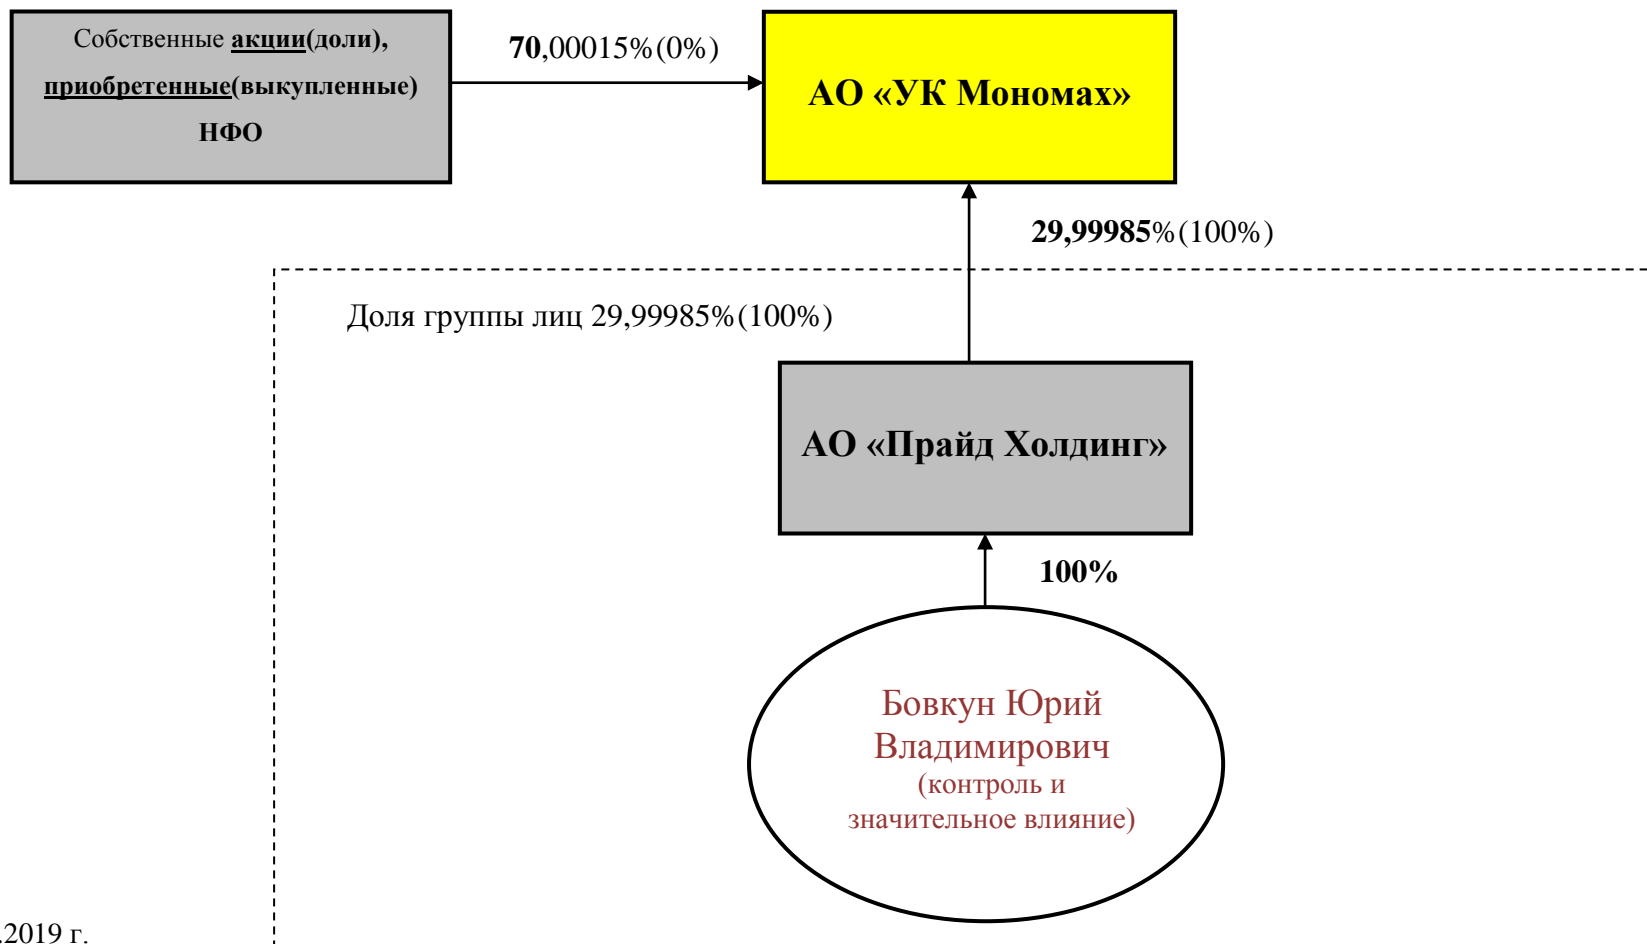 Собственные акции(доли),
приобретенные(выкупленные)
НФО
70,00015%(0%)
АО «УК Мономах»
29,99985%(100%)
Доля группы лиц 29,99985%(100%)
АО «Прайд Холдинг»
100%
Бовкун Юрий
Владимирович
(контроль и
значительное влияние)
.2019 г.